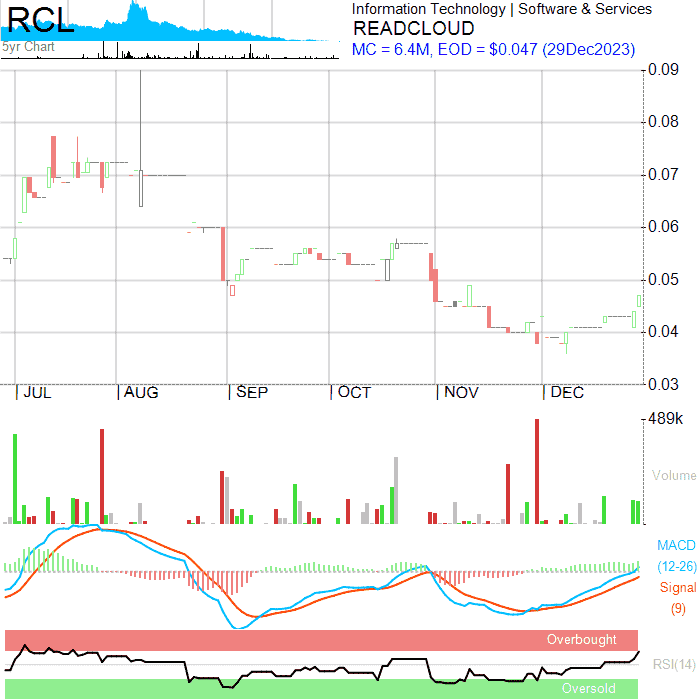 RCL
5yr Chart
Information Technology | Software & Services
READCLOUD
MC = 6.4M, EOD = $0.047 (29Dec2023)
0.09
0.08
0.07
0.06
0.05
0.04
0.03
JUL AUG SEP OCT NOV DEC
489k
Volume
MACD
(12-26)
Signal
(9)
Overbought
RSI(14)
Oversold